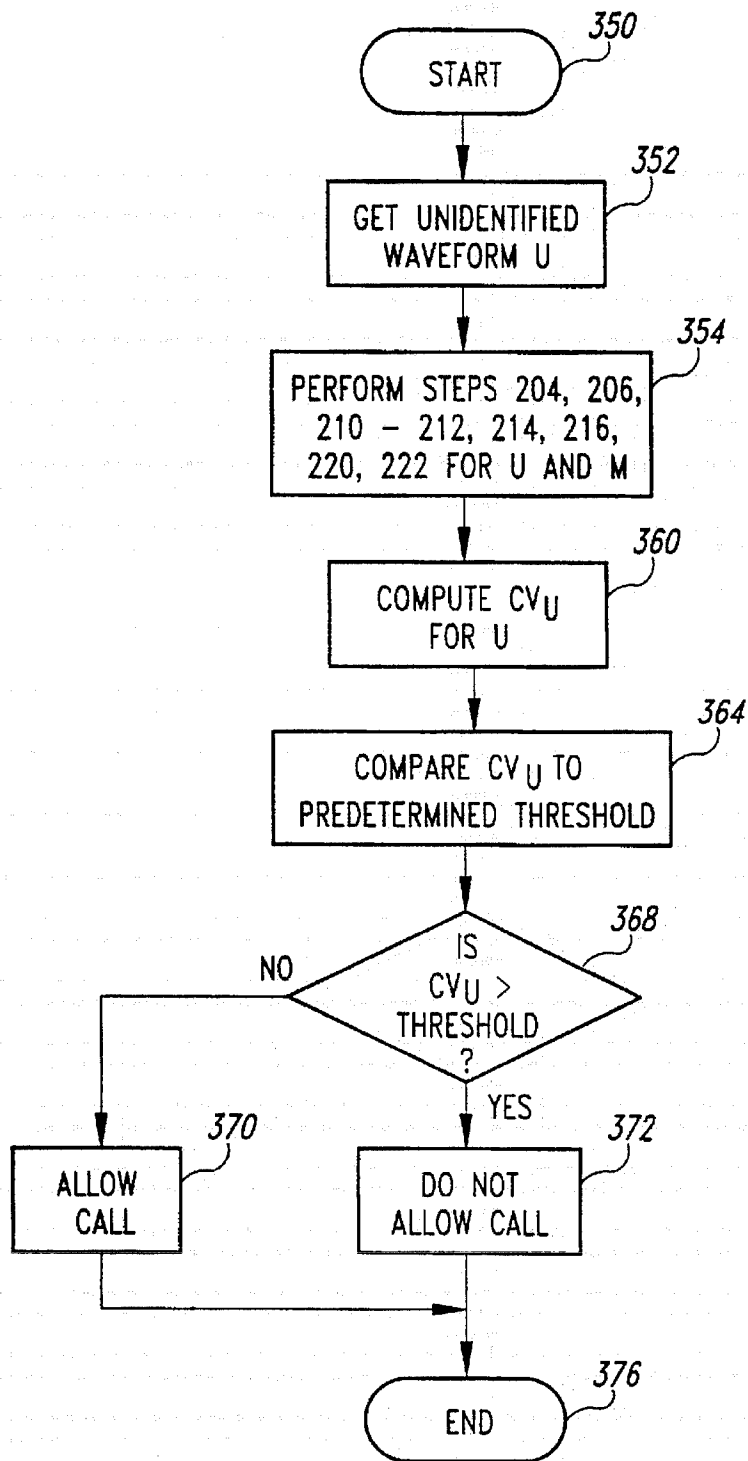 350
START
352
GET UNIDENTIFIED
WAVEFORM U
354
PERFORM STEPS 204, 206,
210 – 212, 214, 216,
220, 222 FOR U AND M
360
COMPUTE CVU
FOR U
364
COMPARE CVU TO
PREDETERMINED THRESHOLD
368
IS
CVU >
THRESHOLD
?
NO
YES
370
ALLOW
CALL
372
DO NOT
ALLOW CALL
376
END